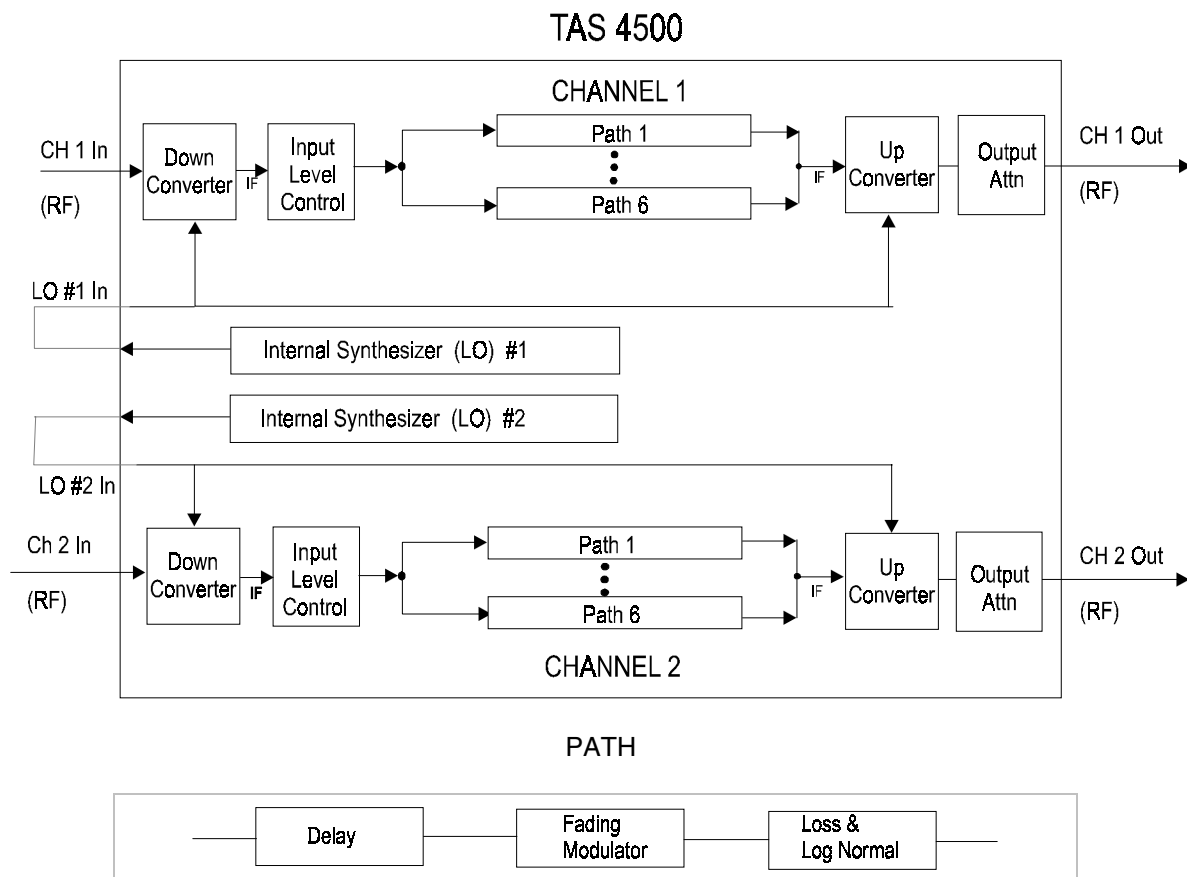 TAS 4500
CHANNEL 1
CH 1 In
(RF)
Down
Converter
IF
Input
Level
Control
Path 1
Path 6
IF
Up
Converter
Output
Attn
CH 1 Out
(RF)
LO #1 In
Internal Synthesizer (LO) #1
Internal Synthesizer (LO) #2
LO #2 In
Ch 2 In
(RF)
Down
Converter
IF
Input
Level
Control
Path 1
Path 6
IF
Up
Converter
Output
Attn
CH 2 Out
(RF)
CHANNEL 2
PATH
Delay
Fading
Modulator
Loss &
Log Normal